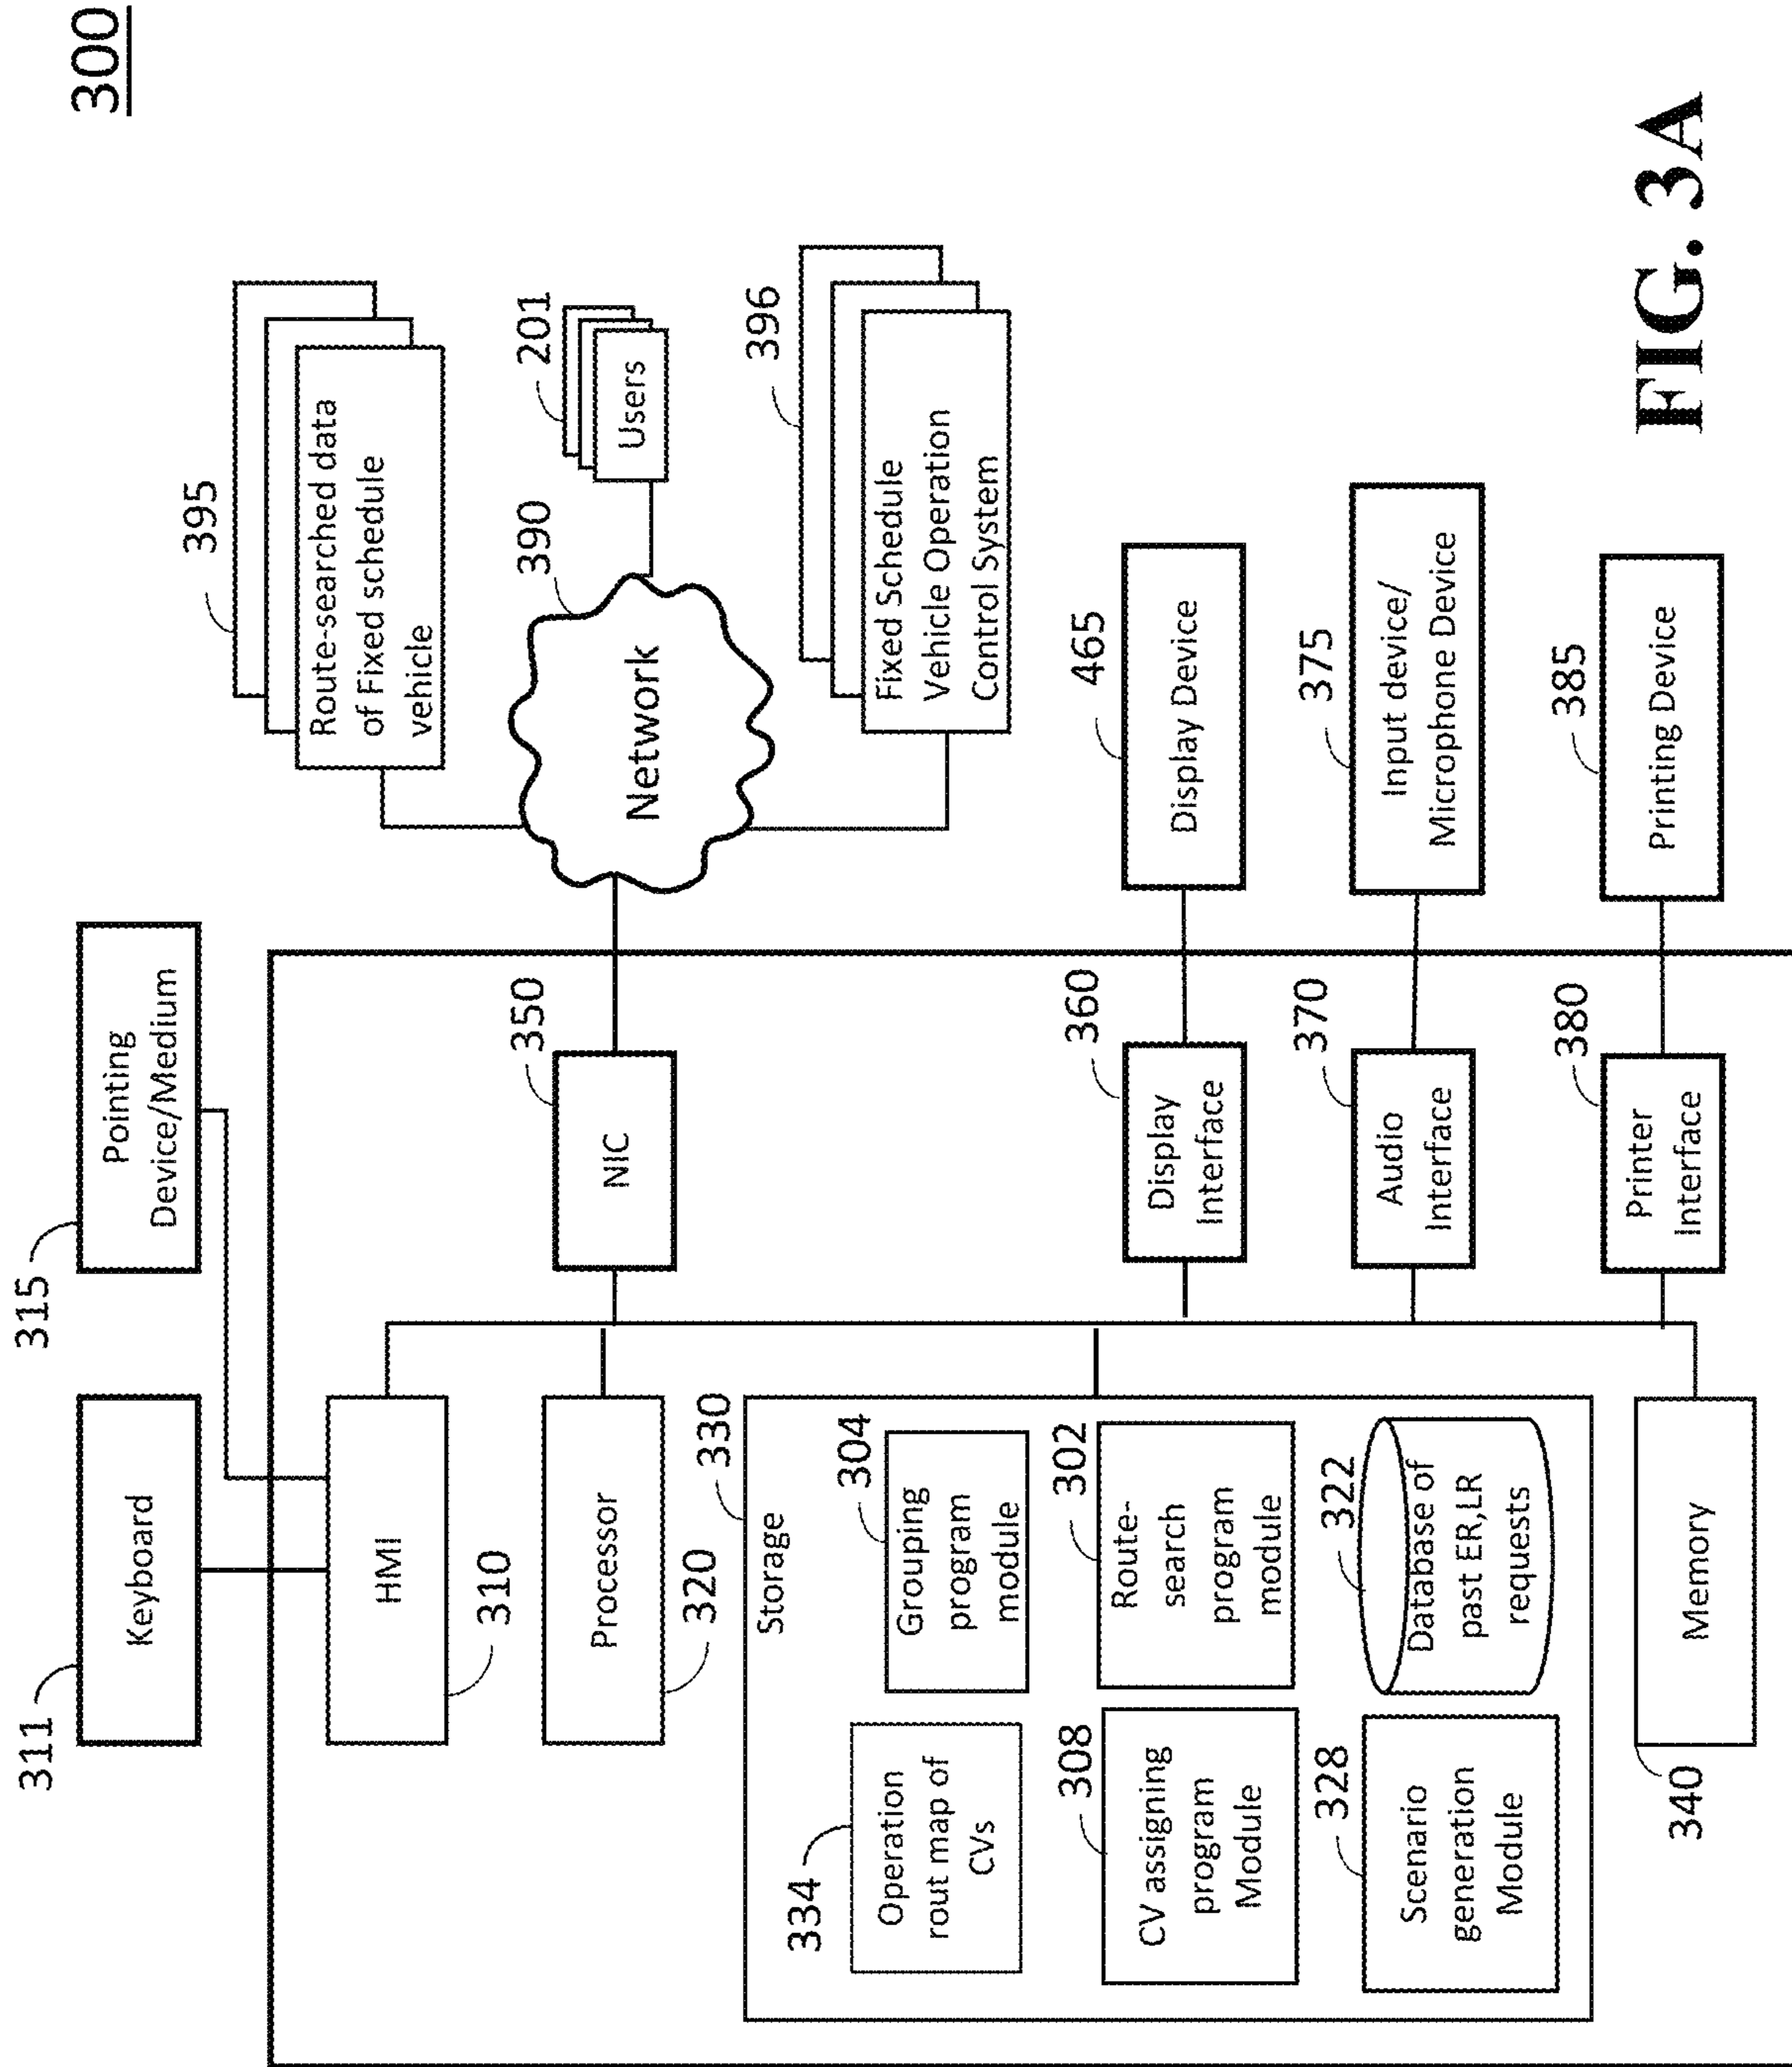 300
311
Keyboard
315
Pointing
Device/Medium
395
Route-searched data
of Fixed schedule
vehicle
HMI
310
350
NIC
390
Network
201
Users
Processor
320
396
Fixed Schedule
Vehicle Operation
Control System
330
Storage
334
Operation
rout map of
CVs
304
Grouping
program
module
360
Display
Interface
465
Display Device
308
CV assigning
program
Module
302
Route-
search
program
module
370
Audio
Interface
375
Input device/
Microphone Device
328
Scenario
generation
Module
322
Database of
past ER,LR
requests
380
Printer
Interface
385
Printing Device
340
Memory
FIG. 3A